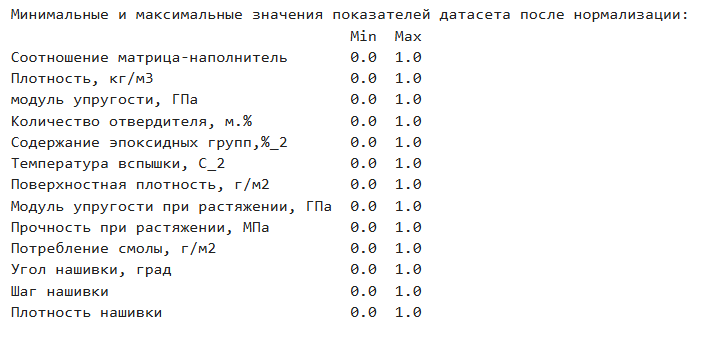 Минимальные и максимальные значения показателей датасета после нормализации:
Min Max
Соотношение матрица-наполнитель 0.0 1.0
Плотность, кг/м3 0.0 1.0
модуль упругости, ГПа 0.0 1.0
Количество отвердителя, м.% 0.0 1.0
Содержание эпоксидных групп,%_2 0.0 1.0
Температура вспышки, С_2 0.0 1.0
Поверхностная плотность, г/м2 0.0 1.0
Модуль упругости при растяжении, ГПа 0.0 1.0
Прочность при растяжении, МПа 0.0 1.0
Потребление смолы, г/м2 0.0 1.0
Угол нашивки, град 0.0 1.0
Шаг нашивки 0.0 1.0
Плотность нашивки 0.0 1.0